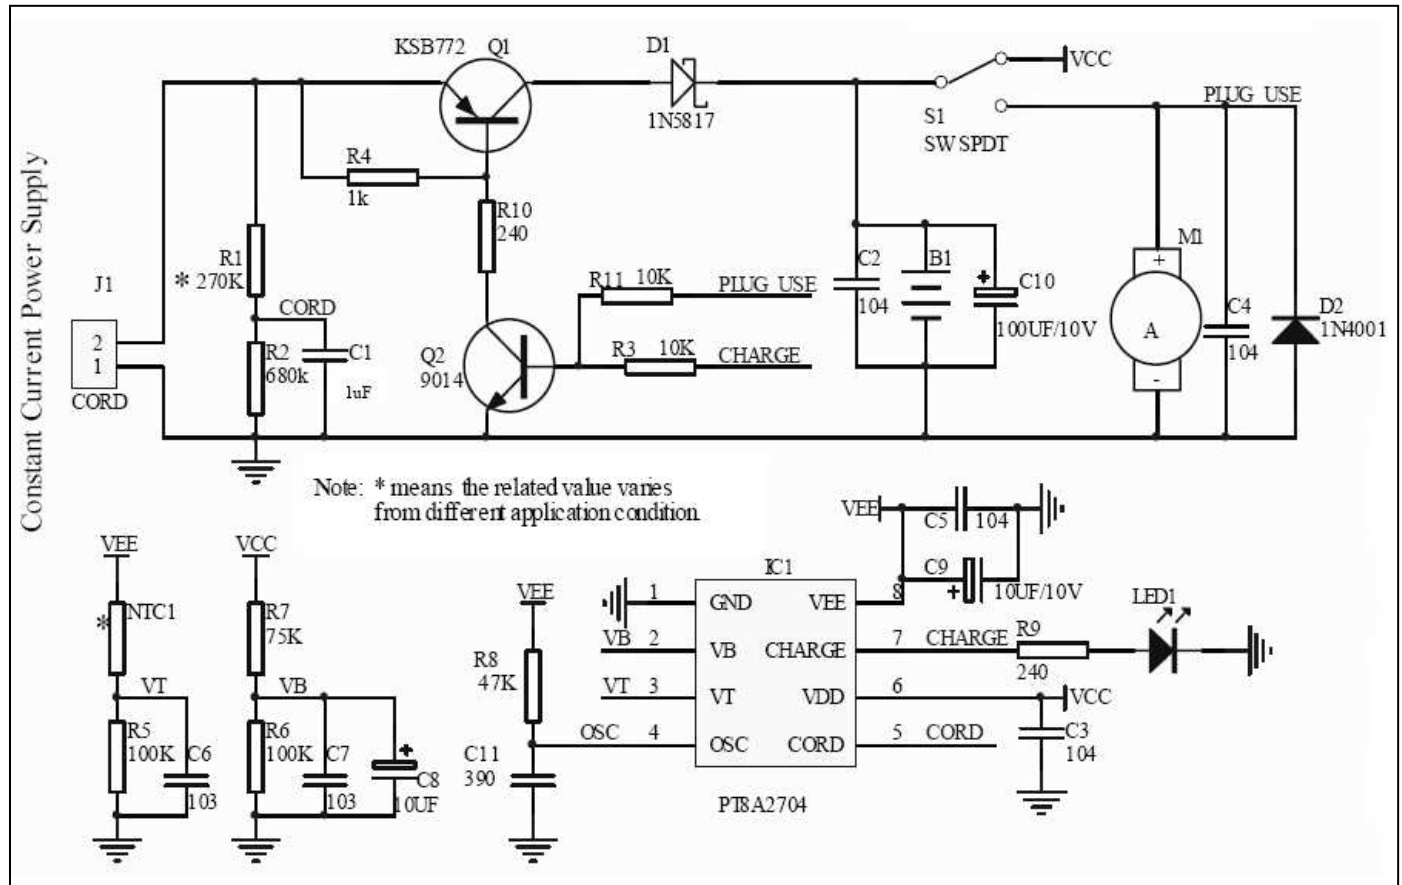 Constant Current Power Supply
KSB772 Q1
D1
1N5817
VCC
S1
SW SPDT
PLUG USE
R4
1k
R10
240
R1
* 270K
CORD
J1
2
1
CORD
R2
680k
C1
1uF
Q2
9014
R11 10K
PLUG USE
R3 10K
CHARGE
C2
104
B1
+
C10
100UF/10V
M1
+
A
-
C4
104
D2
1N4001
Note: * means the related value varies
from different application condition.
VEE
* NTC1
VT
R5
100K
C6
103
VCC
R7
75K
VB
R6
100K
C7
103
+
C8
10UF
VEE
R8
47K
OSC
C11
390
VEE
C5 104
C9
+
10UF/10V
IC1
1 GND VEE 8
VB 2 VB CHARGE 7 CHARGE
VT 3 VT VDD 6 VCC
OSC 4 OSC CORD 5 CORD
PT8A2704
R9
240
LED1
C3
104